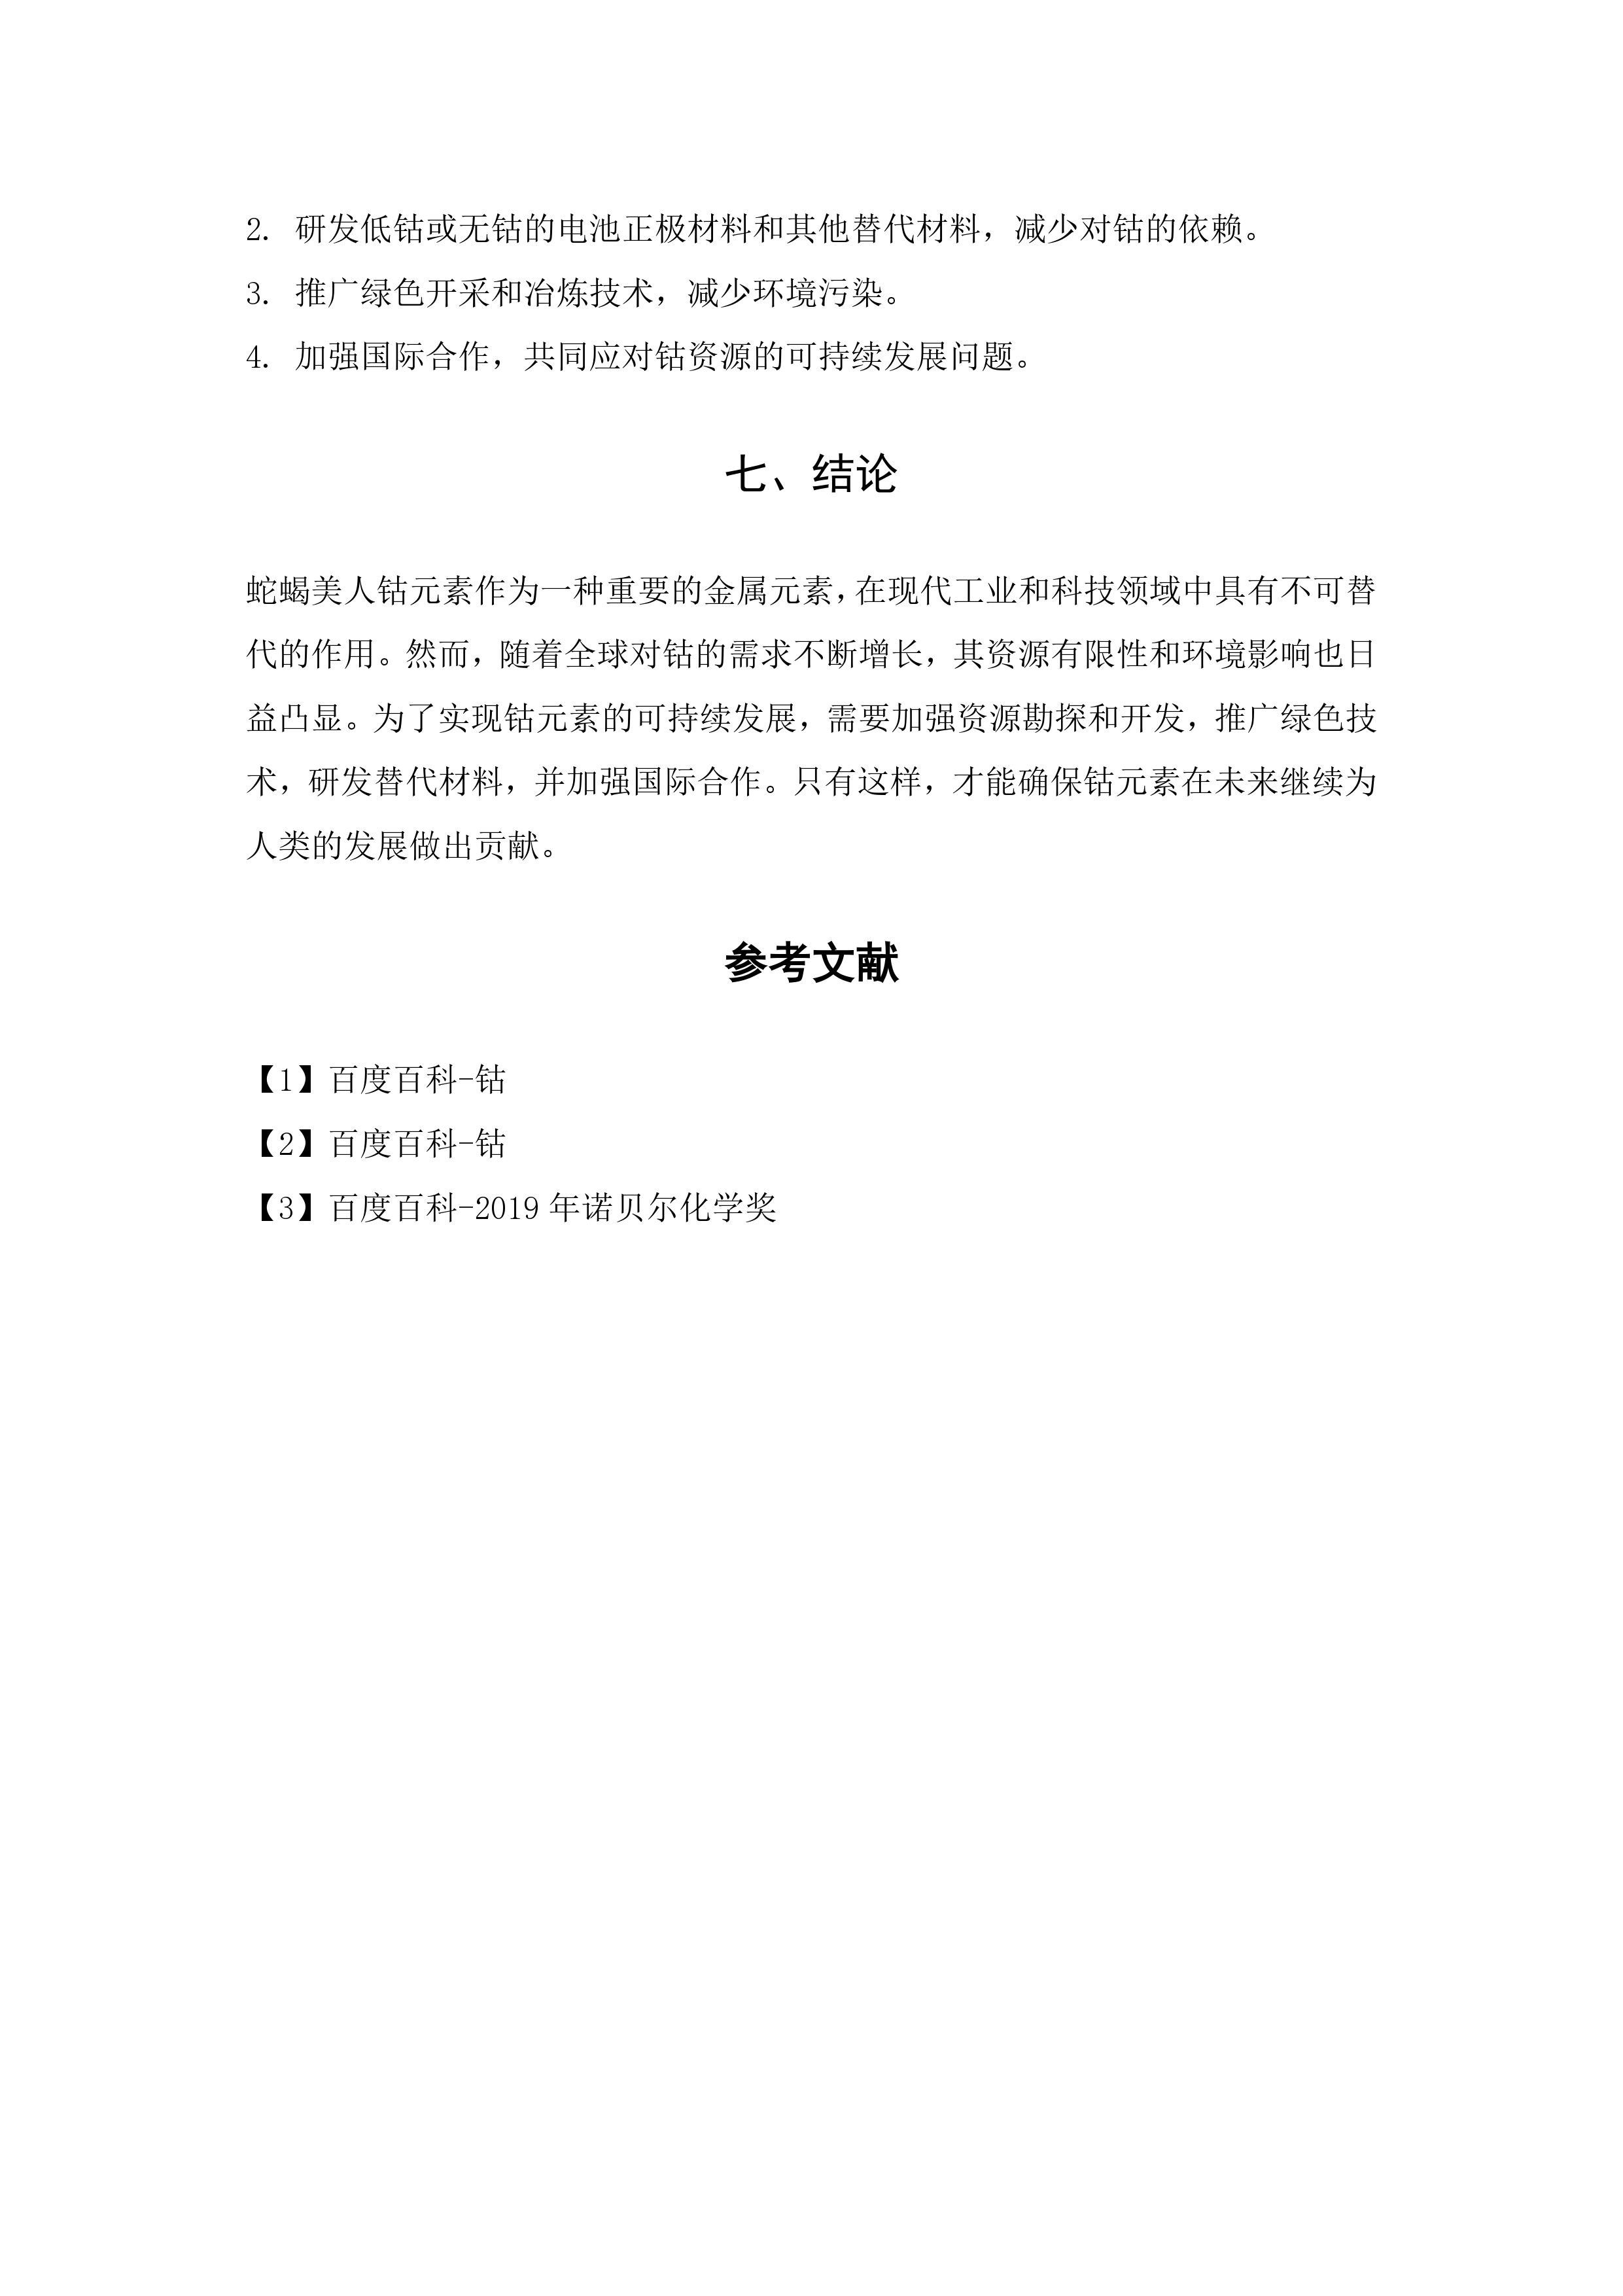 2. 研发低钴或无钴的电池正极材料和其他替代材料，减少对钴的依赖。
3. 推广绿色开采和冶炼技术，减少环境污染。
4. 加强国际合作，共同应对钴资源的可持续发展问题。
七、结论
蛇蝎美人钴元素作为一种重要的金属元素，在现代工业和科技领域中具有不可替
代的作用。然而，随着全球对钴的需求不断增长，其资源有限性和环境影响也日
益凸显。为了实现钴元素的可持续发展，需要加强资源勘探和开发，推广绿色技
术，研发替代材料，并加强国际合作。只有这样，才能确保钴元素在未来继续为
人类的发展做出贡献。
参考文献
【1】百度百科-钴
【2】百度百科-钴
【3】百度百科-2019 年诺贝尔化学奖